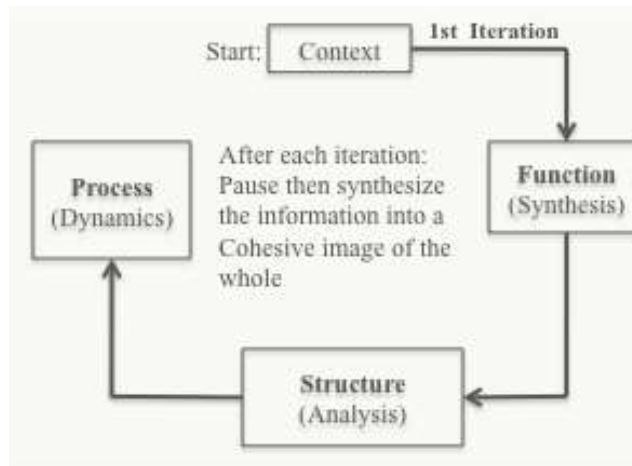 Start: Context
1st Iteration
After each iteration:
Pause then synthesize
the information into a
Cohesive image of the
whole
Process
(Dynamics)
Function
(Synthesis)
Structure
(Analysis)